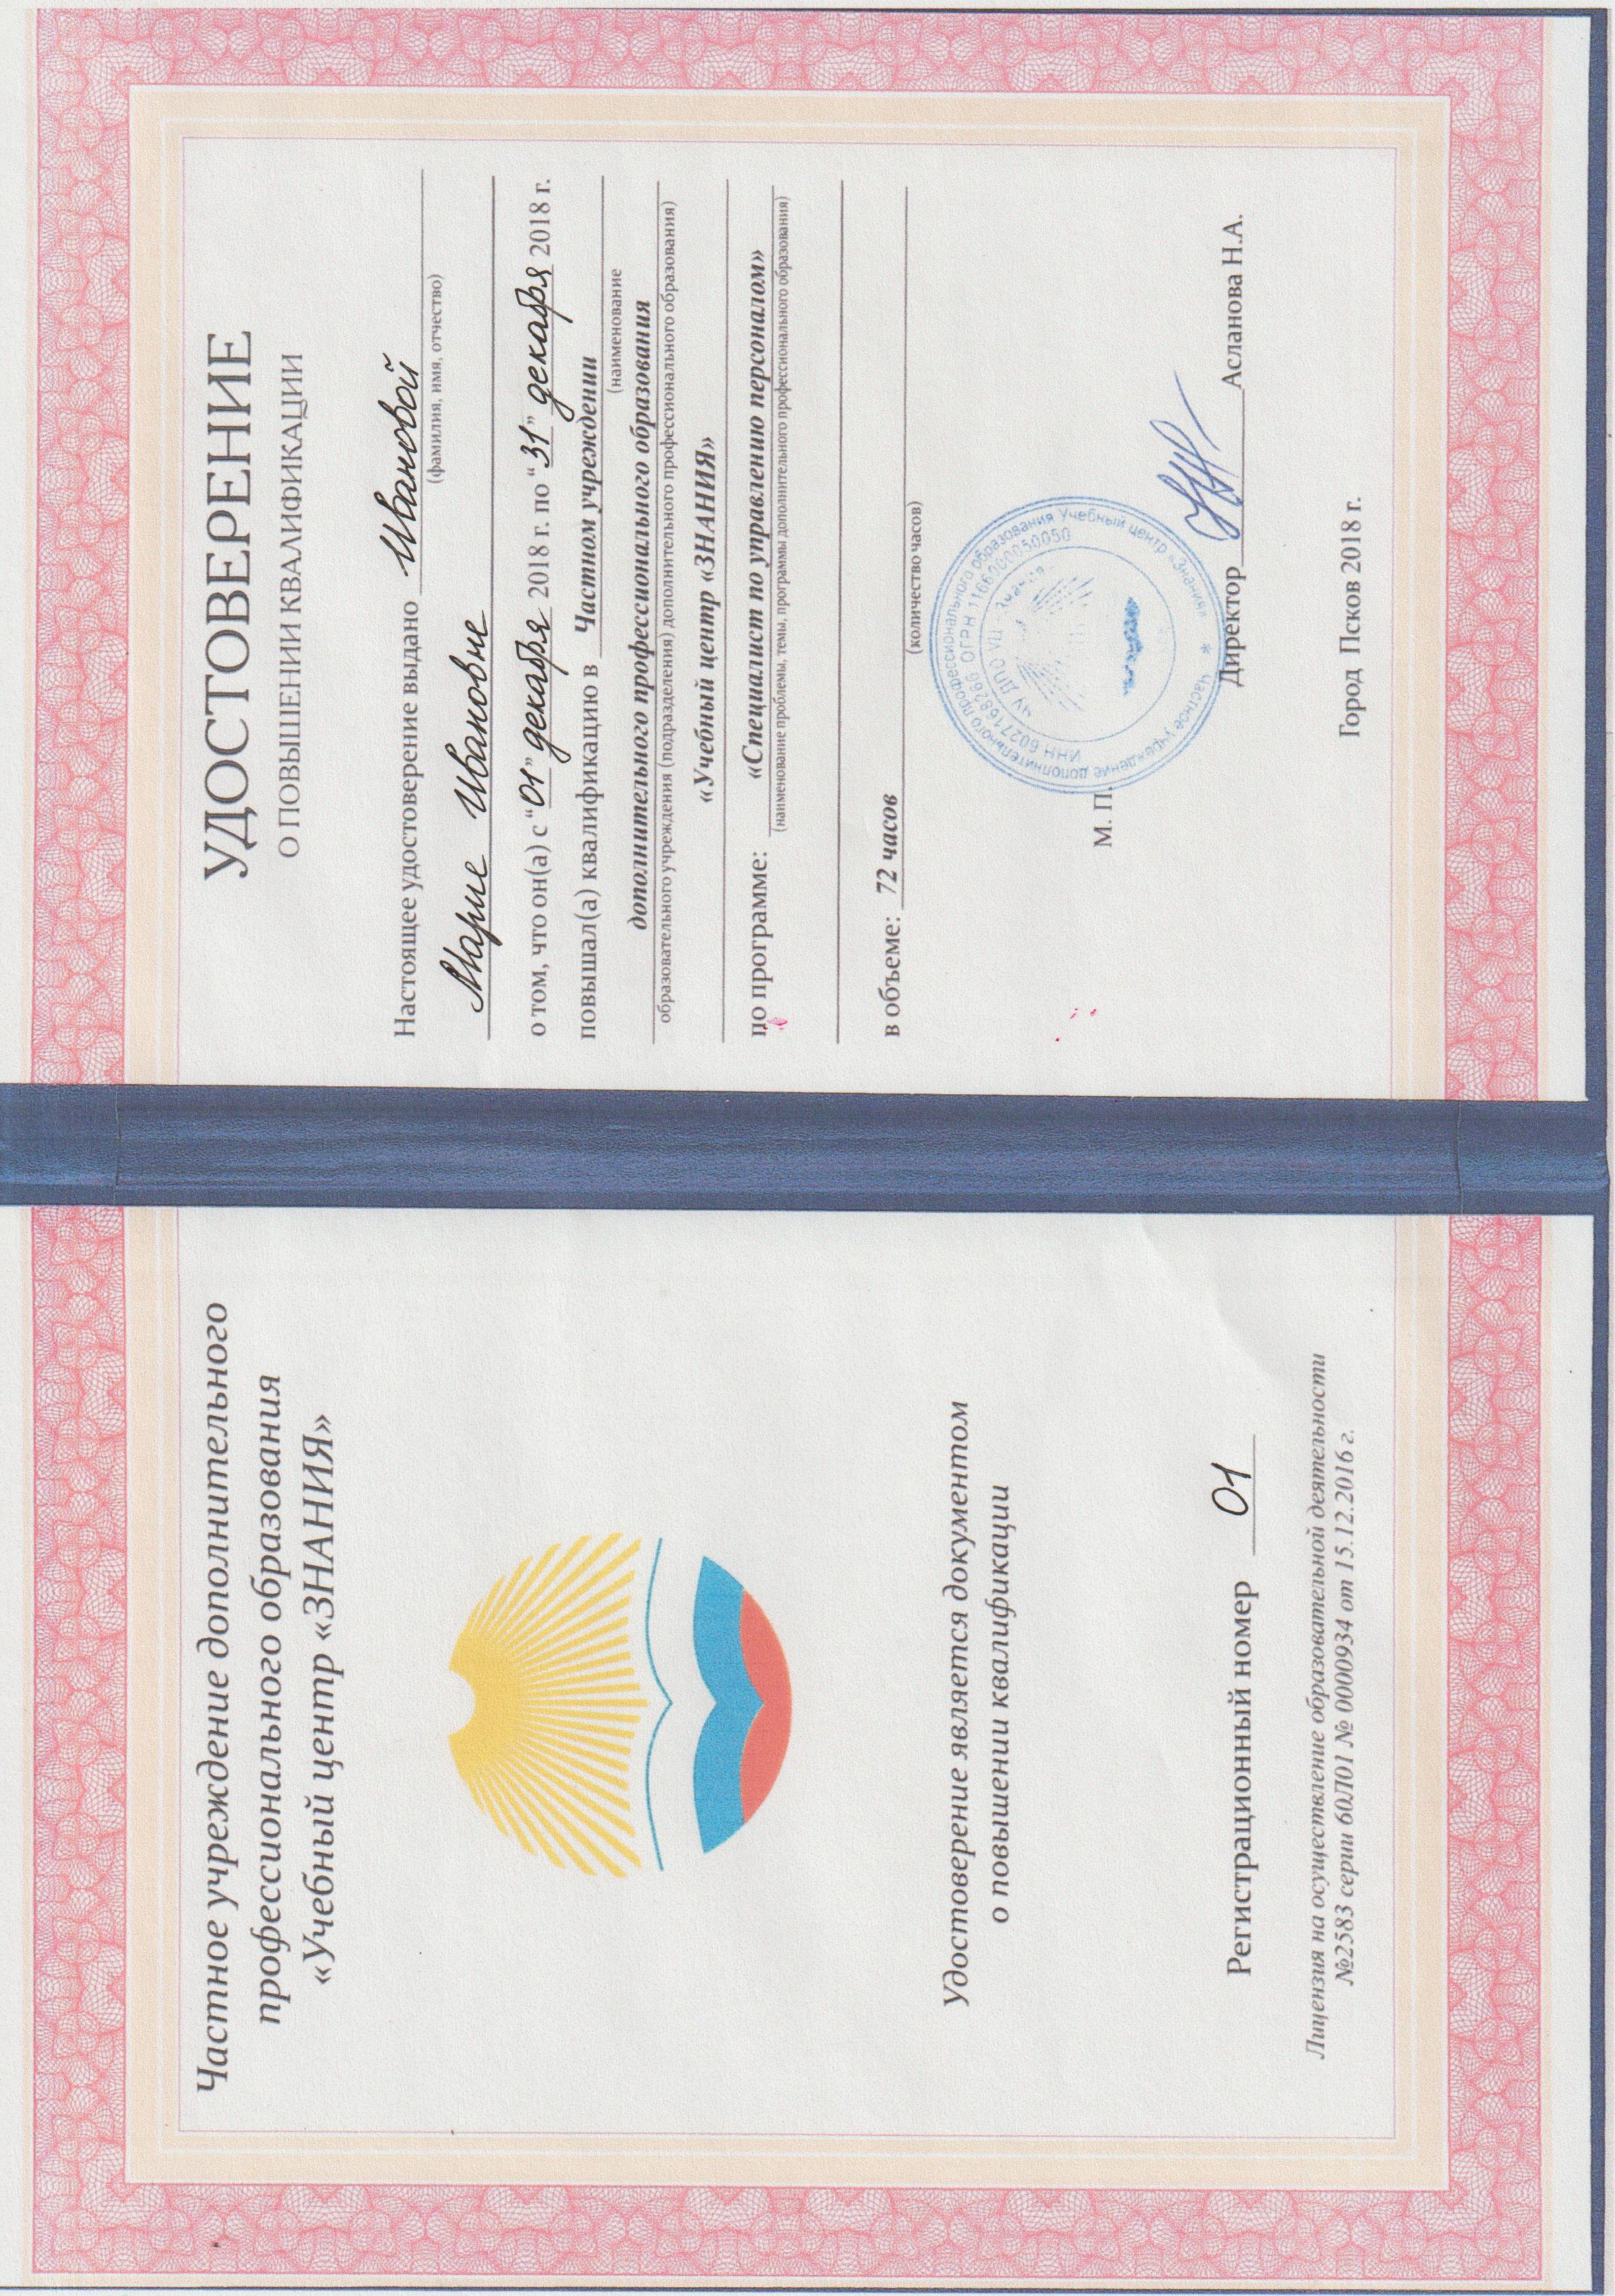 Частное учреждение дополнительного
профессионального образования
«Учебный центр «ЗНАНИЯ»
Удостоверение является документом
о повышении квалификации
Регистрационный номер 01
Лицензия на осуществление образовательной деятельности
№2583 серии 60Л01 № 0000934 от 15.12.2016 г.
УДОСТОВЕРЕНИЕ
О ПОВЫШЕНИИ КВАЛИФИКАЦИИ
Настоящее удостоверение выдано Ивановой
(фамилия, имя, отчество)
Марие Ивановне
о том, что он(а) с “01” декабря 2018 г. по “31” декабря 2018 г.
повышал(а) квалификацию в Частном учреждении
(наименование
дополнительного профессионального образования
образовательного учреждения (подразделения) дополнительного профессионального образования)
«Учебный центр «ЗНАНИЯ»
по программе: «Специалист по управлению персоналом»
(наименование проблемы, темы, программы дополнительного профессионального образования)
в объеме: 72 часов
(количество часов)
Частное учреждение дополнительного профессионального образования Учебный центр «Знания» *
ИНН 6027168260 ОГРН 1166000050050
ЧУ ДПО УЦ «Знания»
М. П.
Директор Асланова Н.А.
Город Псков 2018 г.